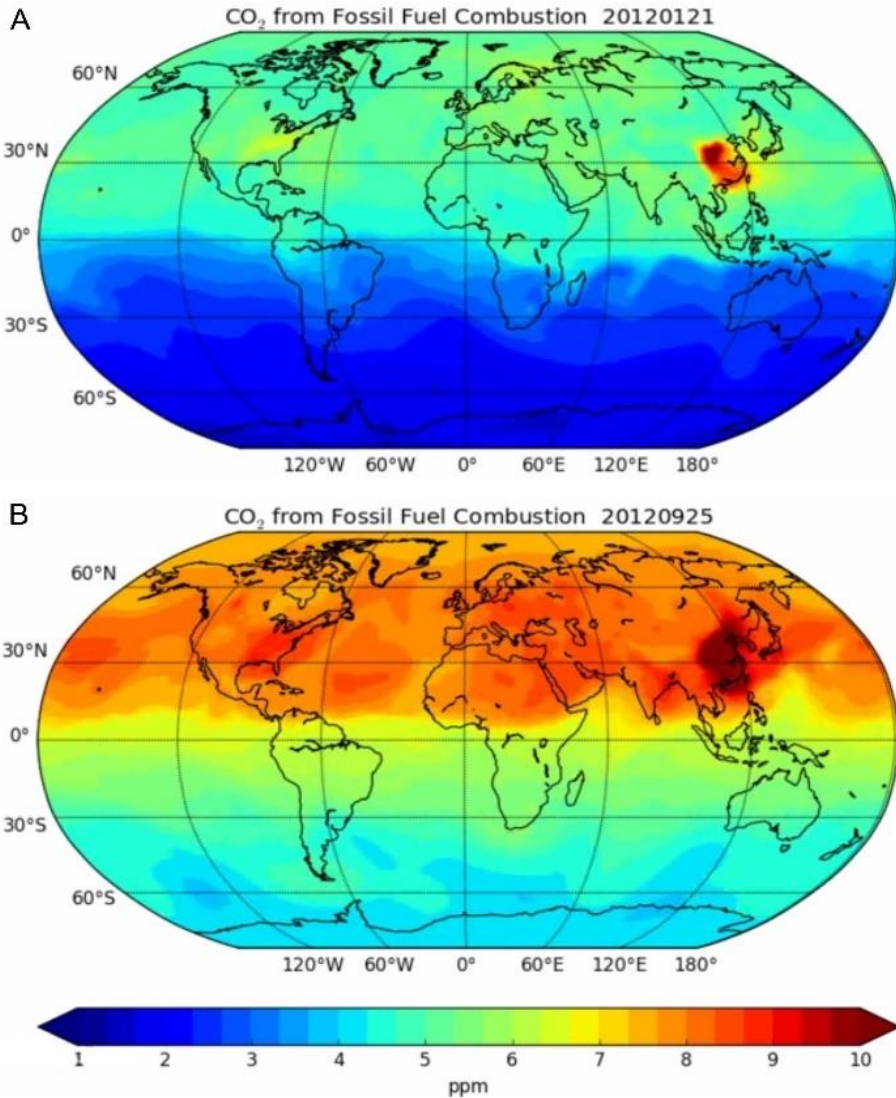 A
CO₂ from Fossil Fuel Combustion 20120121
60°N
30°N
0°
30°S
60°S
120°W 60°W 0° 60°E 120°E 180°
B
CO₂ from Fossil Fuel Combustion 20120925
60°N
30°N
0°
30°S
60°S
120°W 60°W 0° 60°E 120°E 180°
1 2 3 4 5 6 7 8 9 10
ppm